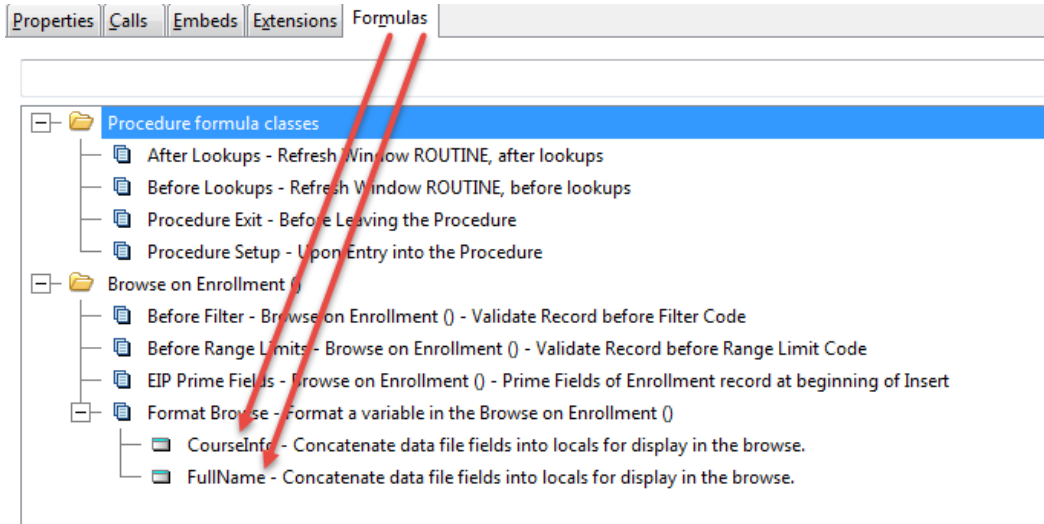 Properties Calls Embeds Extensions Formulas
Procedure formula classes
After Lookups - Refresh Window ROUTINE, after lookups
Before Lookups - Refresh Window ROUTINE, before lookups
Procedure Exit - Before Leaving the Procedure
Procedure Setup - Upon Entry into the Procedure
Browse on Enrollment ()
Before Filter - Browse on Enrollment () - Validate Record before Filter Code
Before Range Limits - Browse on Enrollment () - Validate Record before Range Limit Code
EIP Prime Fields - Browse on Enrollment () - Prime Fields of Enrollment record at beginning of Insert
Format Browse - Format a variable in the Browse on Enrollment ()
CourseInfo - Concatenate data file fields into locals for display in the browse.
FullName - Concatenate data file fields into locals for display in the browse.